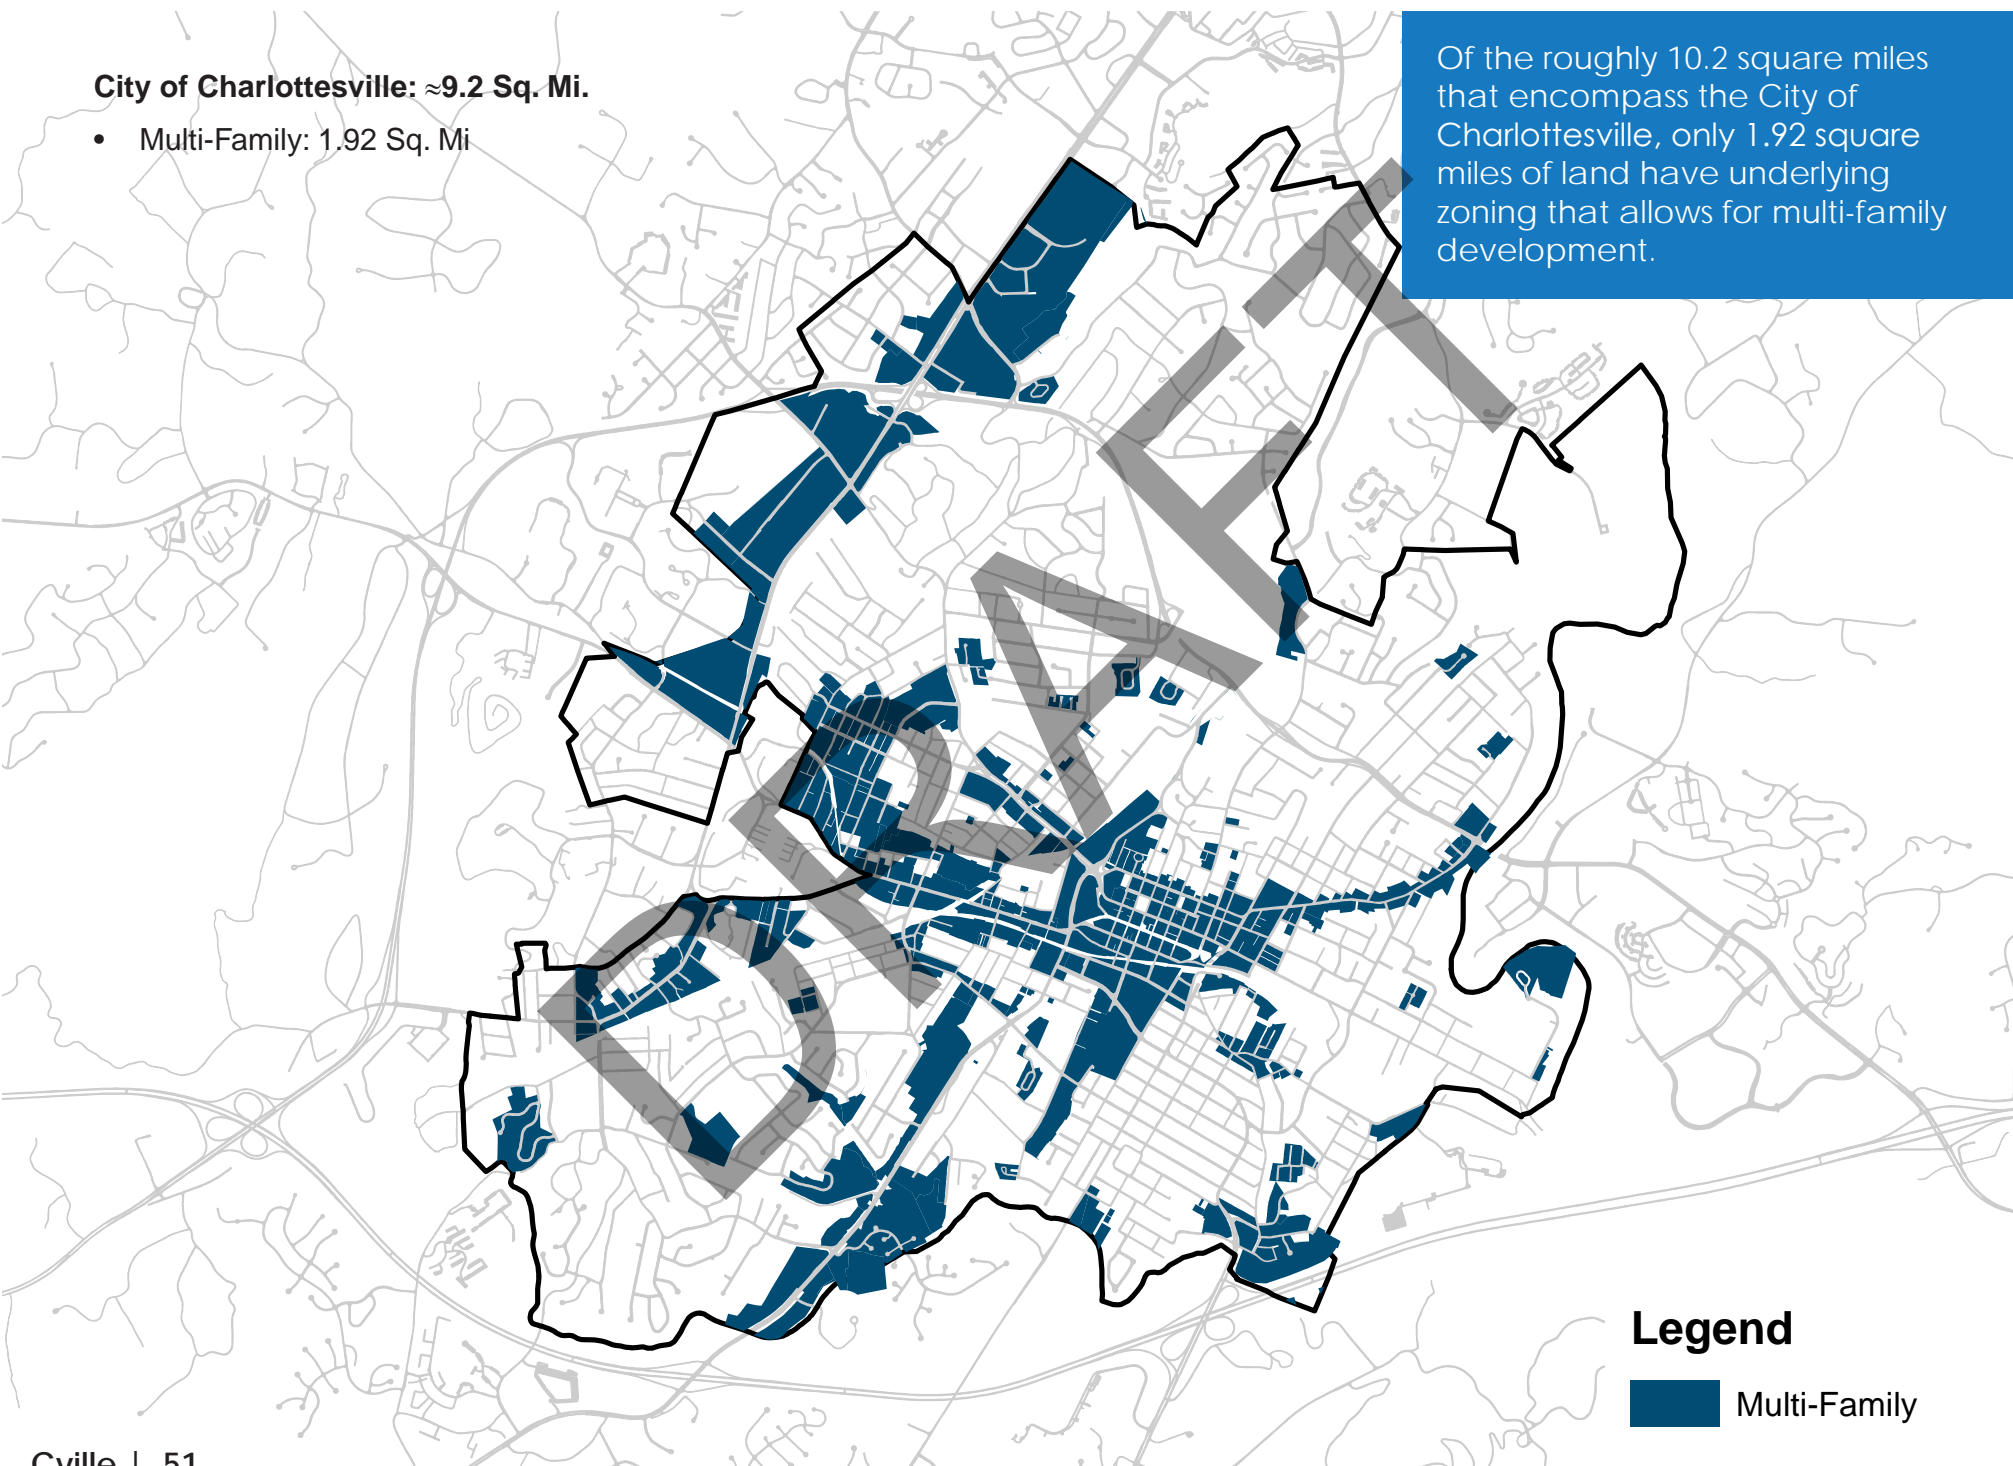 City of Charlottesville: ≈9.2 Sq. Mi.
• Multi-Family: 1.92 Sq. Mi
Of the roughly 10.2 square miles
that encompass the City of
Charlottesville, only 1.92 square
miles of land have underlying
zoning that allows for multi-family
development.
DRAFT
Legend
Multi-Family
Cville | 51